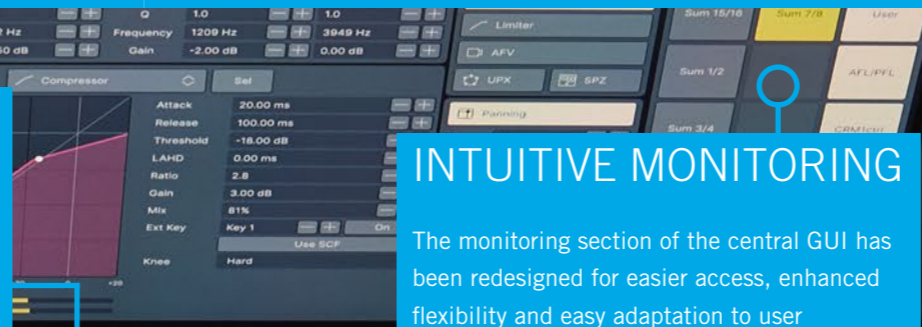 Q 1.0 1.0
Hz Frequency 1209 Hz 3949 Hz
dB Gain -2.00 dB 0.00 dB
Compressor Sel
Attack 20.00 ms
Release 100.00 ms
Threshold -18.00 dB
LAHD 0.00 ms
Ratio 2.8
Gain 3.00 dB
Mix 81%
Ext Key Key 1 On
Use SCF
Knee Hard
0 +20
Limiter
AFV
UPX SPZ
Panning
Sum 15/16 Sum 7/8 User
Sum 1/2 AFL/PFL
Sum 3/4
INTUITIVE MONITORING
The monitoring section of the central GUI has
been redesigned for easier access, enhanced
flexibility and easy adaptation to user